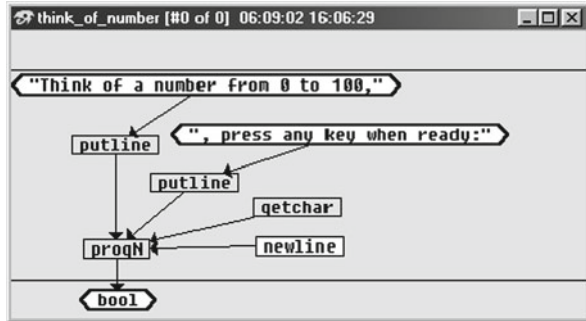 think_of_number [#0 of 0] 06:09:02 16:06:29
"Think of a number from 0 to 100,"
", press any key when ready:"
putline
putline
getchar
progN
newline
bool